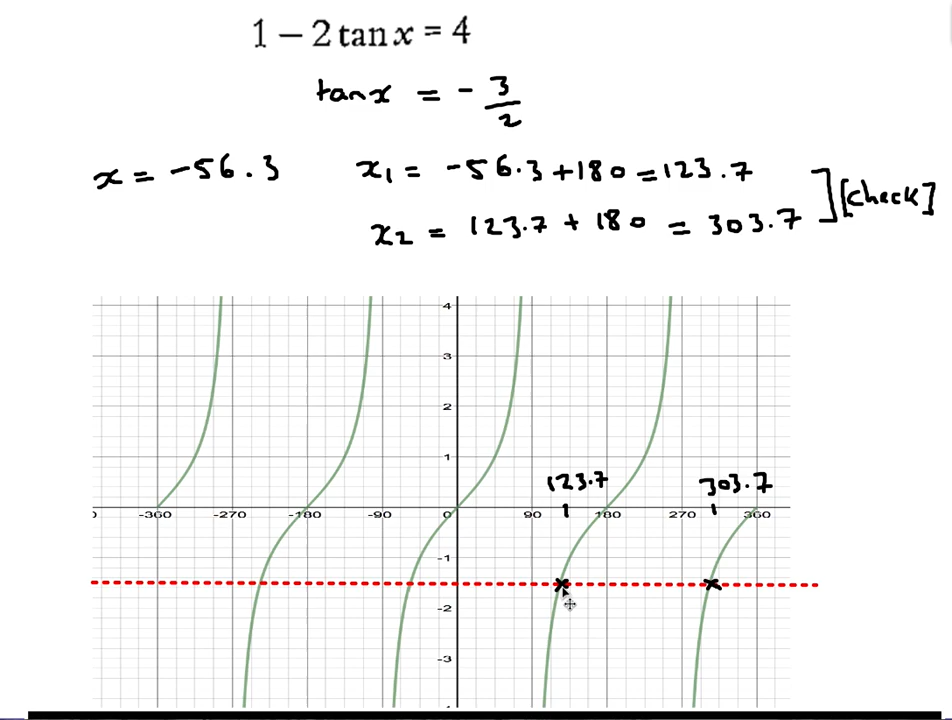 1 − 2 tan x = 4
tan x = - 3/2
x = -56.3
x1 = -56.3 + 180 = 123.7
x2 = 123.7 + 180 = 303.7
] [check]
4
3
2
1
123.7
303.7
-360 -270 -180 -90 0 90 180 270 360
-1
-2
-3